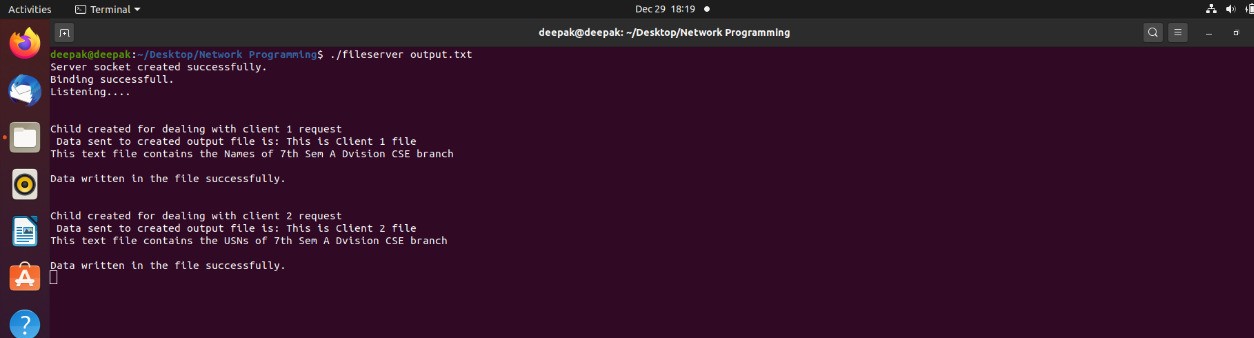 Activities
Terminal
Dec 29 18:19
deepak@deepak: ~/Desktop/Network Programming
deepak@deepak:~/Desktop/Network Programming$ ./fileserver output.txt
Server socket created successfully.
Binding successfull.
Listening....
Child created for dealing with client 1 request
Data sent to created output file is: This is Client 1 file
This text file contains the Names of 7th Sem A Dvision CSE branch
Data written in the file successfully.
Child created for dealing with client 2 request
Data sent to created output file is: This is Client 2 file
This text file contains the USNs of 7th Sem A Dvision CSE branch
Data written in the file successfully.